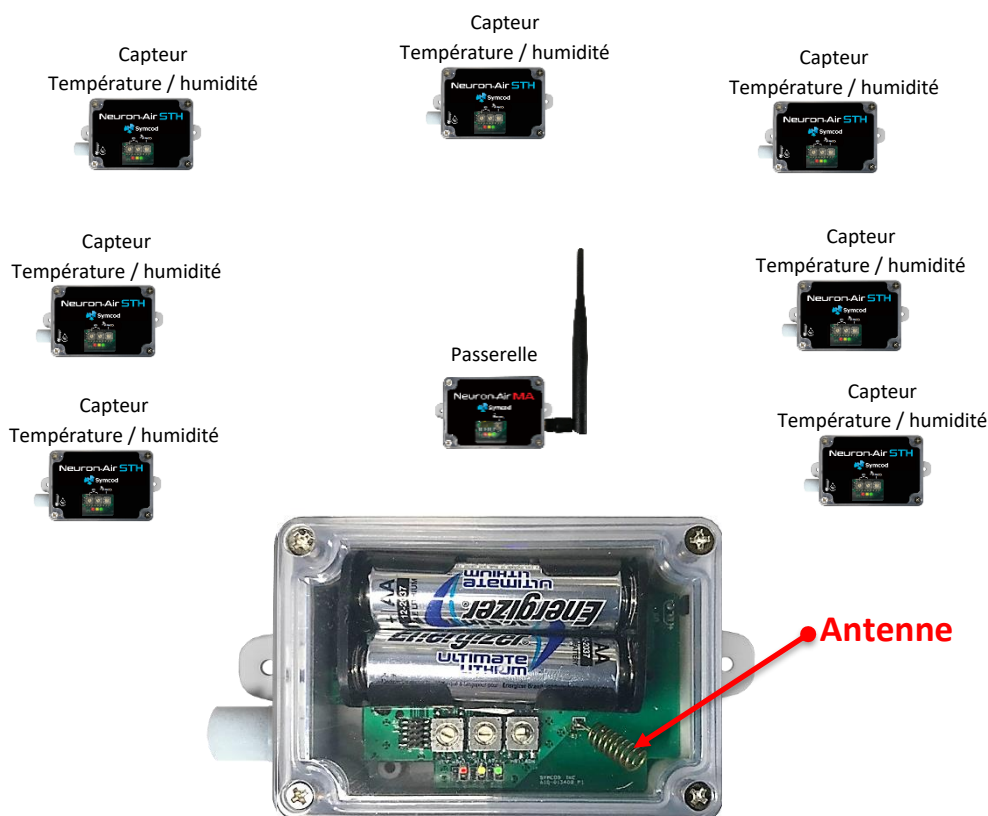 Capteur
Température / humidité
Neuron-Air STH
Symcod
Capteur
Température / humidité
Neuron-Air STH
Symcod
Capteur
Température / humidité
Neuron-Air STH
Symcod
Capteur
Température / humidité
Neuron-Air STH
Symcod
Capteur
Température / humidité
Neuron-Air STH
Symcod
Passerelle
Neuron-Air MA
Symcod
Capteur
Température / humidité
Neuron-Air STH
Symcod
Capteur
Température / humidité
Neuron-Air STH
Symcod
ULTIMATE
LITHIUM
Energizer
AA
12-2037
Energizer
ULTIMATE
LITHIUM
AA
Antenne
SYMCOD INC